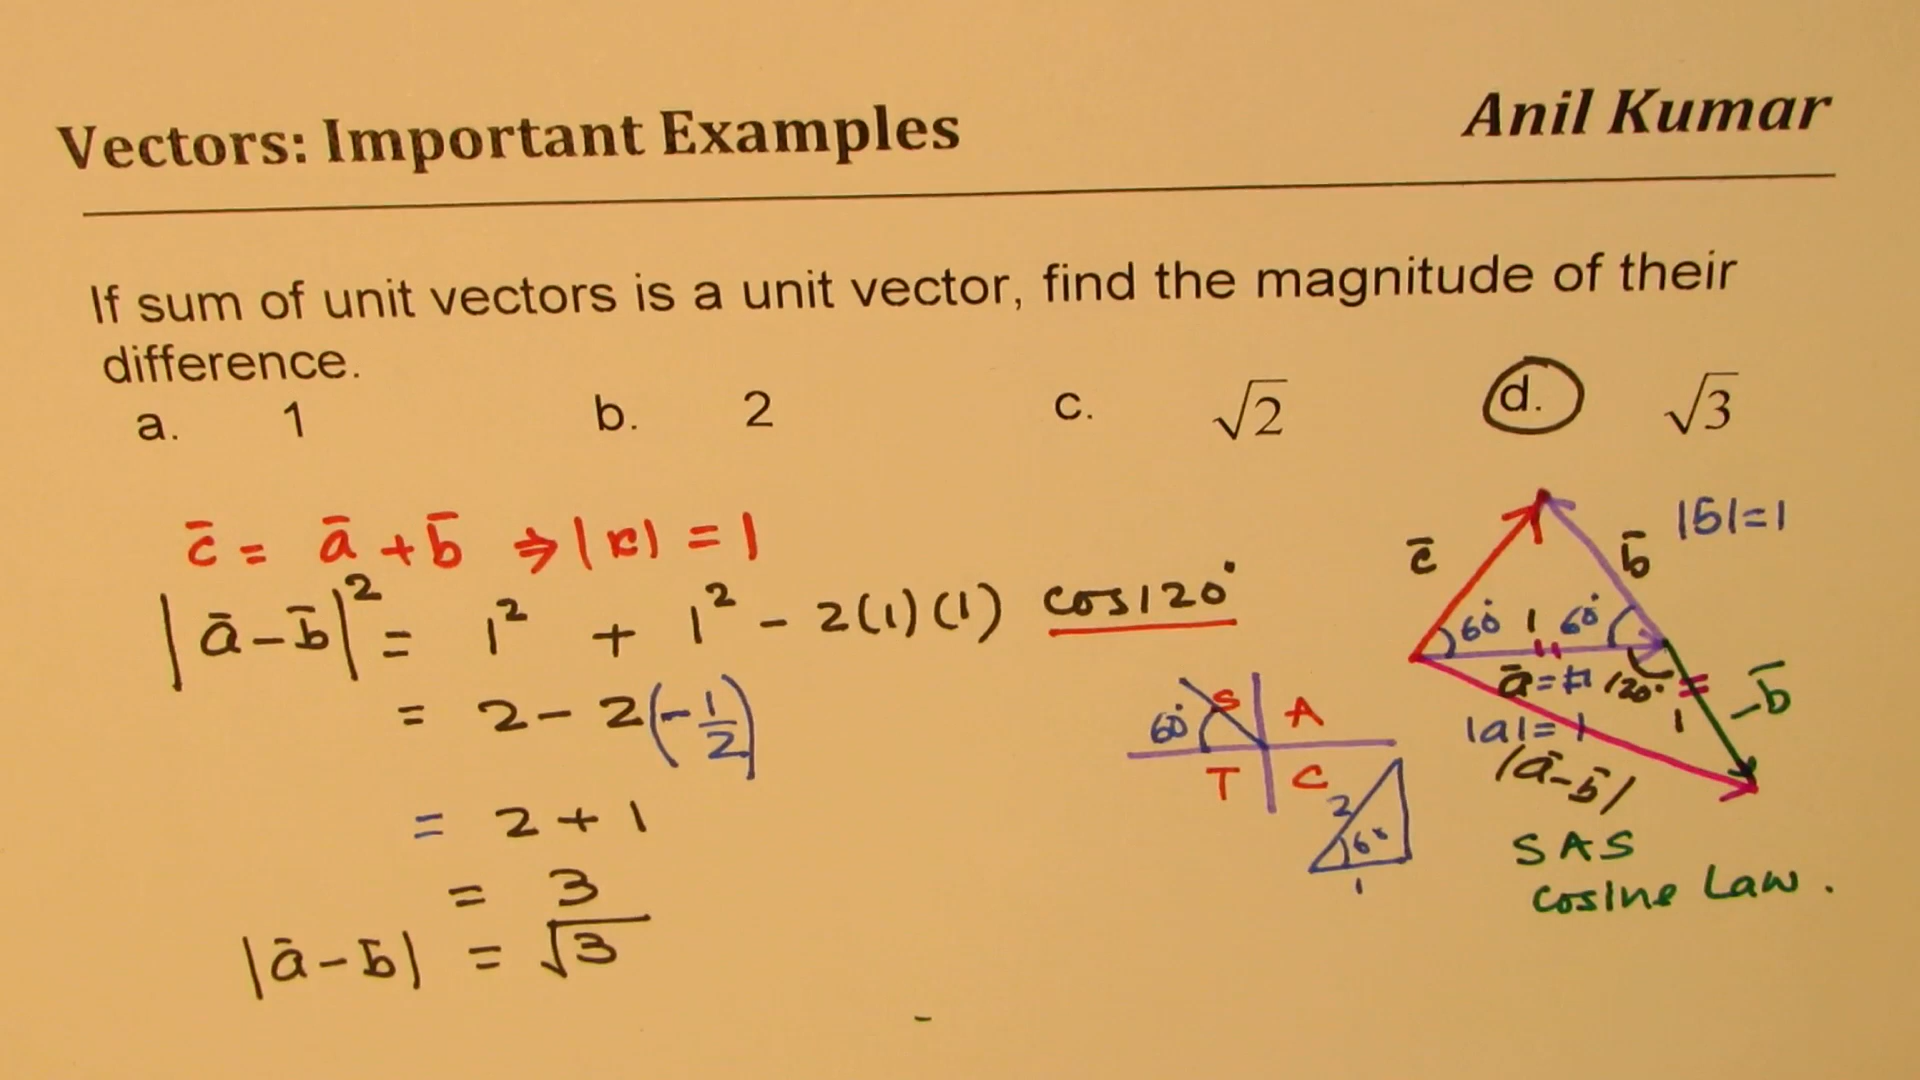 Vectors: Important Examples
Anil Kumar
If sum of unit vectors is a unit vector, find the magnitude of their
difference.
a. 1 b. 2 c. √2 d. √3
c̄ = ā + b̄ ⇒ |c| = 1
|ā - b̄|² = 1² + 1² - 2(1)(1) cos120°
= 2 - 2(-1/2)
= 2 + 1
= 3
|ā - b̄| = √3
c̄
b̄ |b̄| = 1
60° 1 60°
ā = 120°
|a| = 1
1
-b̄
|ā - b̄|
60° S A
T C
2
60°
1
SAS
Cosine Law.